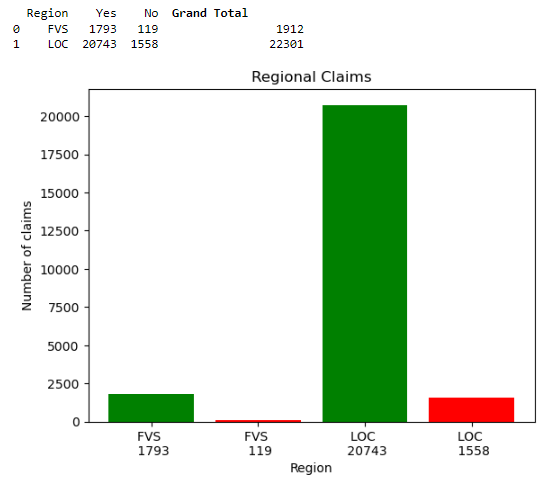 Region Yes No Grand Total
0 FVS 1793 119 1912
1 LOC 20743 1558 22301
Regional Claims
Number of claims
20000
17500
15000
12500
10000
7500
5000
2500
0
FVS FVS LOC LOC
1793 119 20743 1558
Region